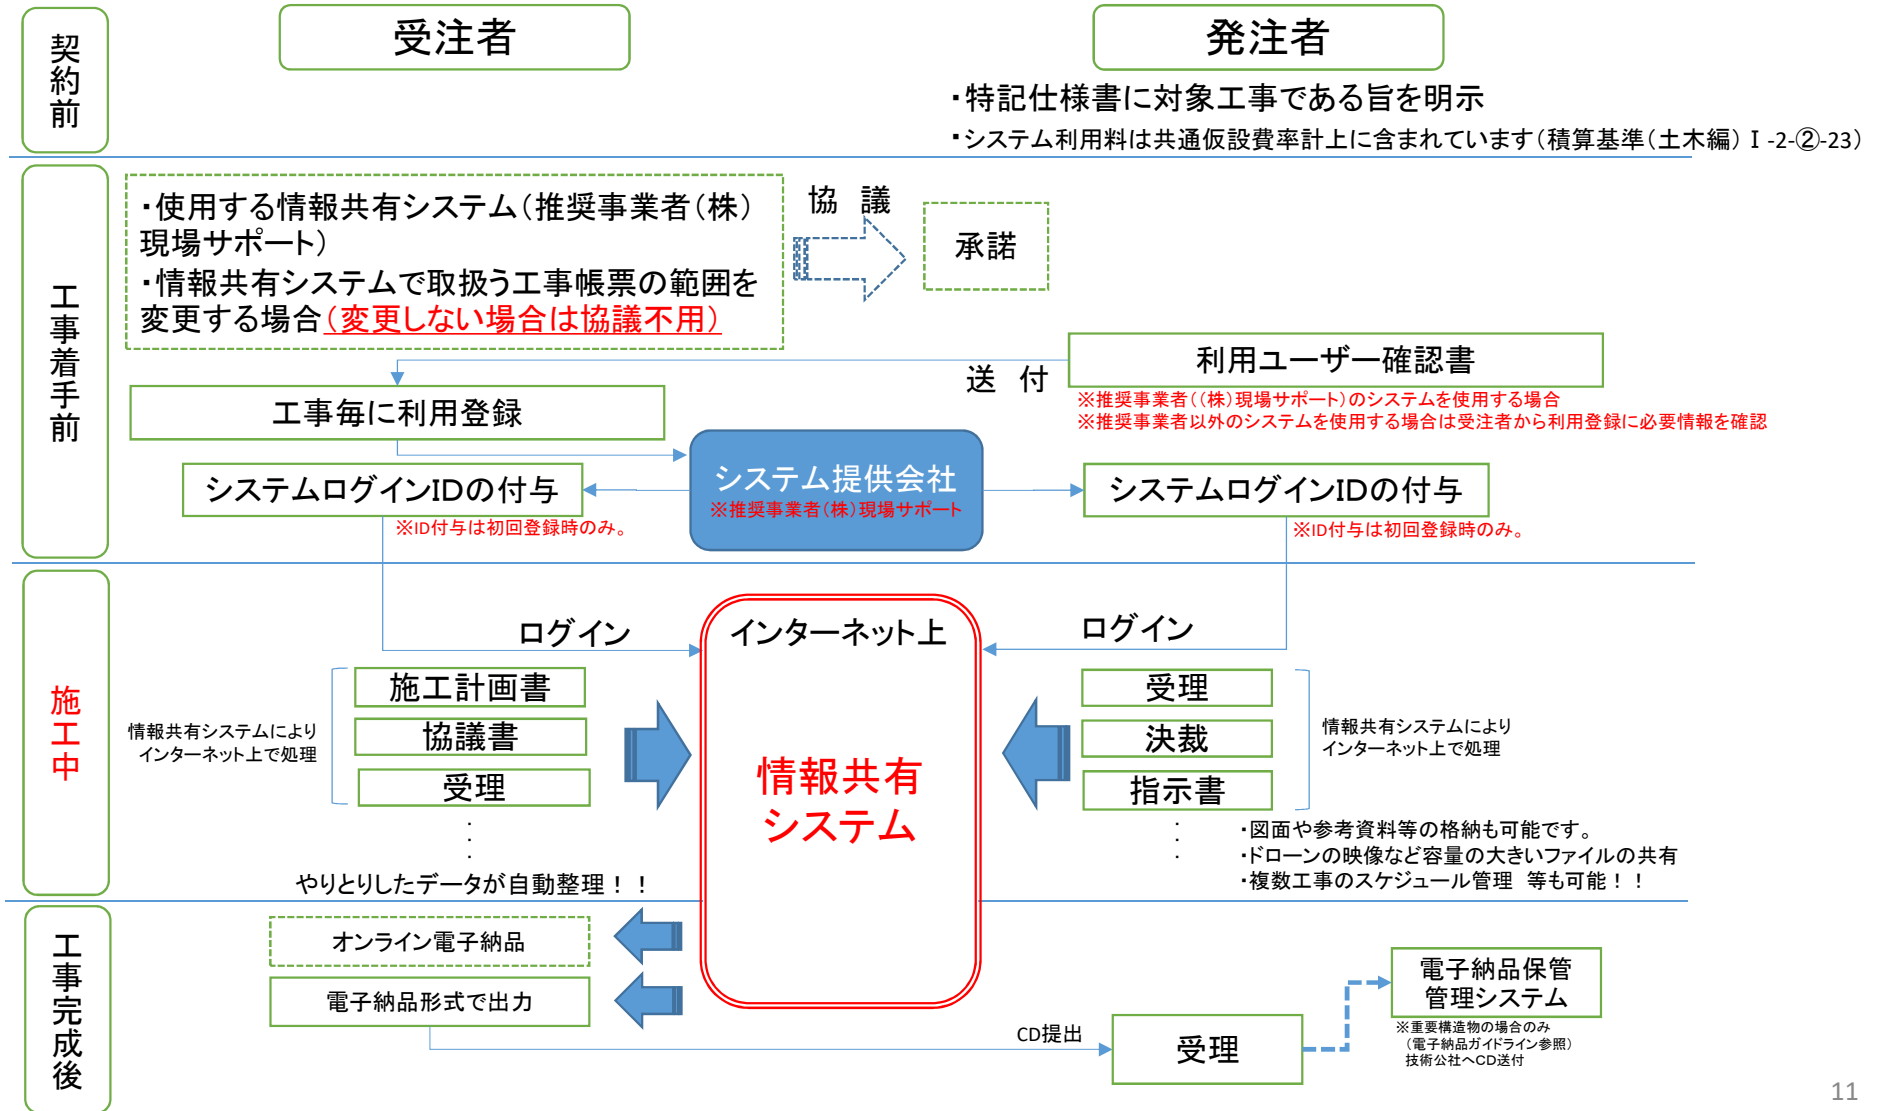 契約前
受注者
発注者
・特記仕様書に対象工事である旨を明示
・システム利用料は共通仮設費率計上に含まれています(積算基準(土木編)Ⅰ-2-②-23)
工事着手前
・使用する情報共有システム(推奨事業者(株)
現場サポート)
・情報共有システムで取扱う工事帳票の範囲を
変更する場合(変更しない場合は協議不用)
協 議
承諾
利用ユーザー確認書
送 付
※推奨事業者((株)現場サポート)のシステムを使用する場合
※推奨事業者以外のシステムを使用する場合は受注者から利用登録に必要情報を確認
工事毎に利用登録
システム提供会社
※推奨事業者(株)現場サポート
システムログインIDの付与
※ID付与は初回登録時のみ。
システムログインIDの付与
※ID付与は初回登録時のみ。
施工中
ログイン
インターネット上
ログイン
情報共有
システム
施工計画書
協議書
受理
情報共有システムにより
インターネット上で処理
・
・
・
受理
決裁
指示書
情報共有システムにより
インターネット上で処理
・
・
・
・図面や参考資料等の格納も可能です。
・ドローンの映像など容量の大きいファイルの共有
・複数工事のスケジュール管理 等も可能!!
やりとりしたデータが自動整理!!
工事完成後
オンライン電子納品
電子納品形式で出力
CD提出
受理
電子納品保管
管理システム
※重要構造物の場合のみ
(電子納品ガイドライン参照)
技術公社へCD送付
11